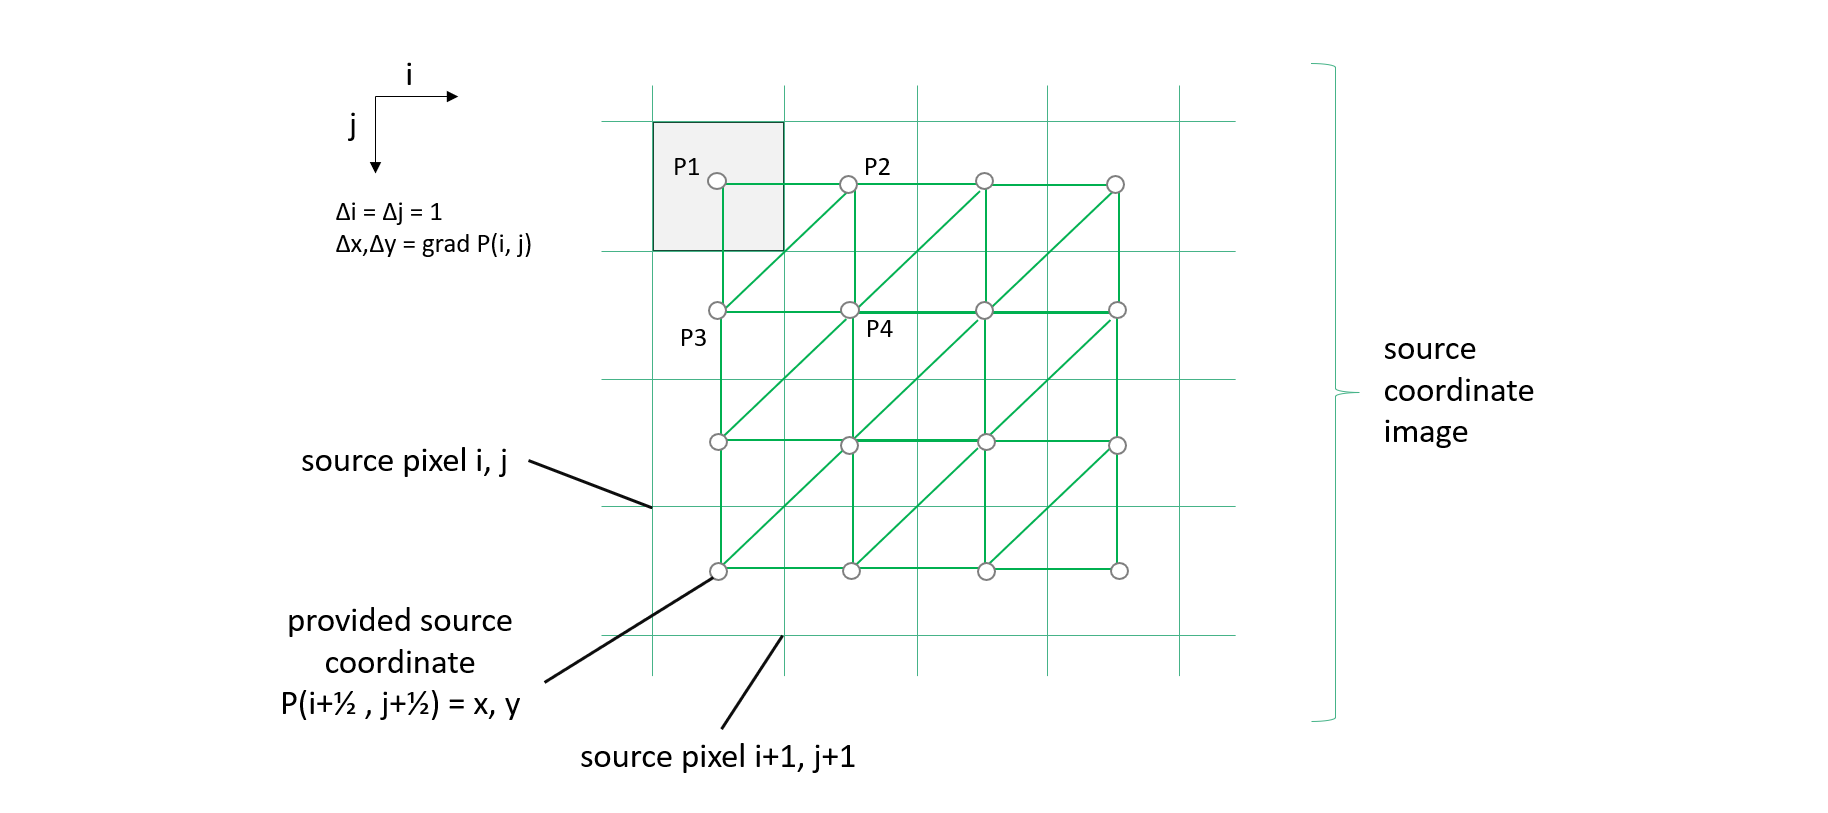 i
j
Δi = Δj = 1
Δx,Δy = grad P(i, j)
P1
P2
P3
P4
source
coordinate
image
source pixel i, j
provided source
coordinate
P(i+½ , j+½) = x, y
source pixel i+1, j+1